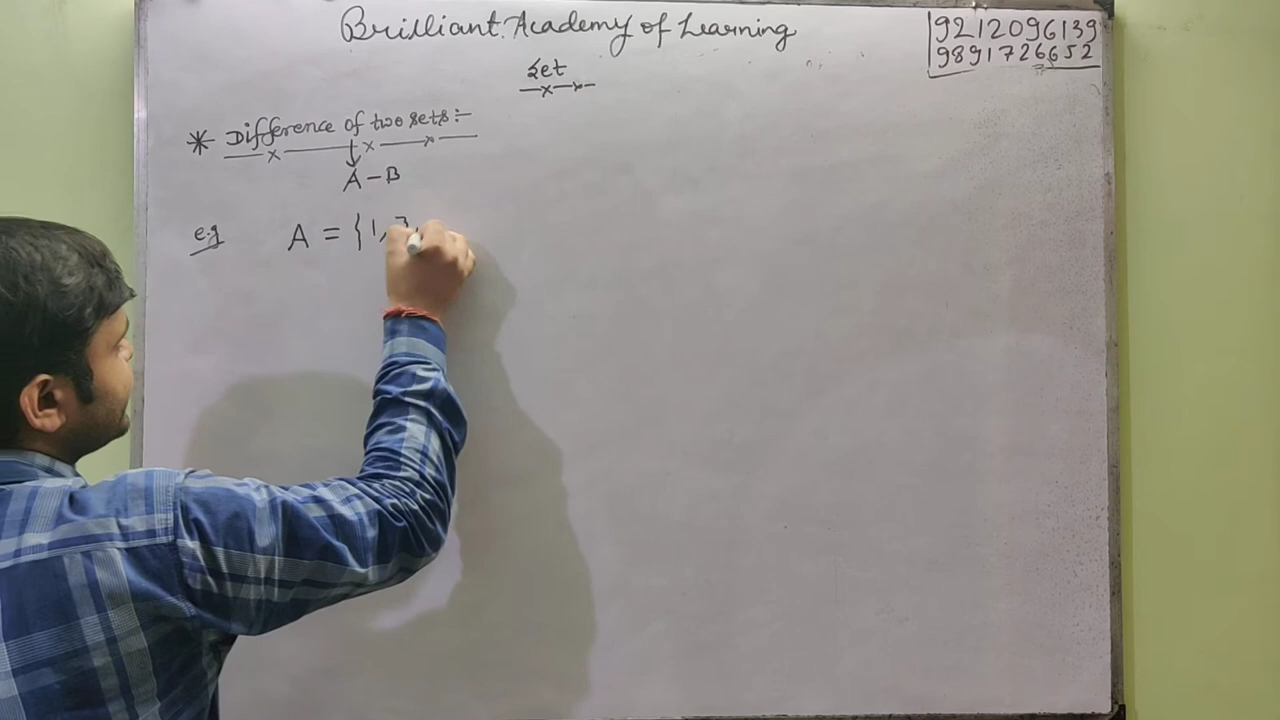 Brilliant Academy of Learning
9212096139
9891726652
Set
* Difference of two sets:-
A - B
e.g A = {1,